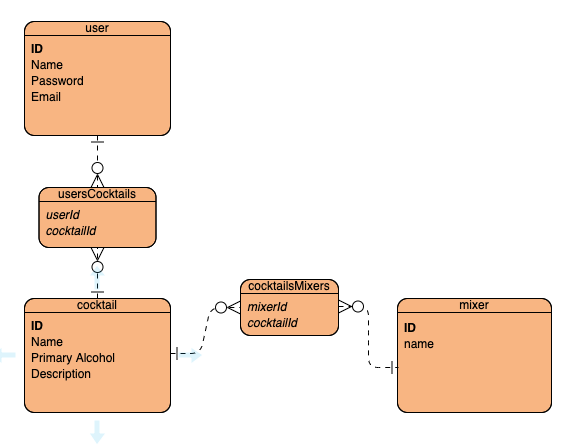 user
ID
Name
Password
Email
usersCocktails
userId
cocktailId
cocktail
ID
Name
Primary Alcohol
Description
cocktailsMixers
mixerId
cocktailId
mixer
ID
name